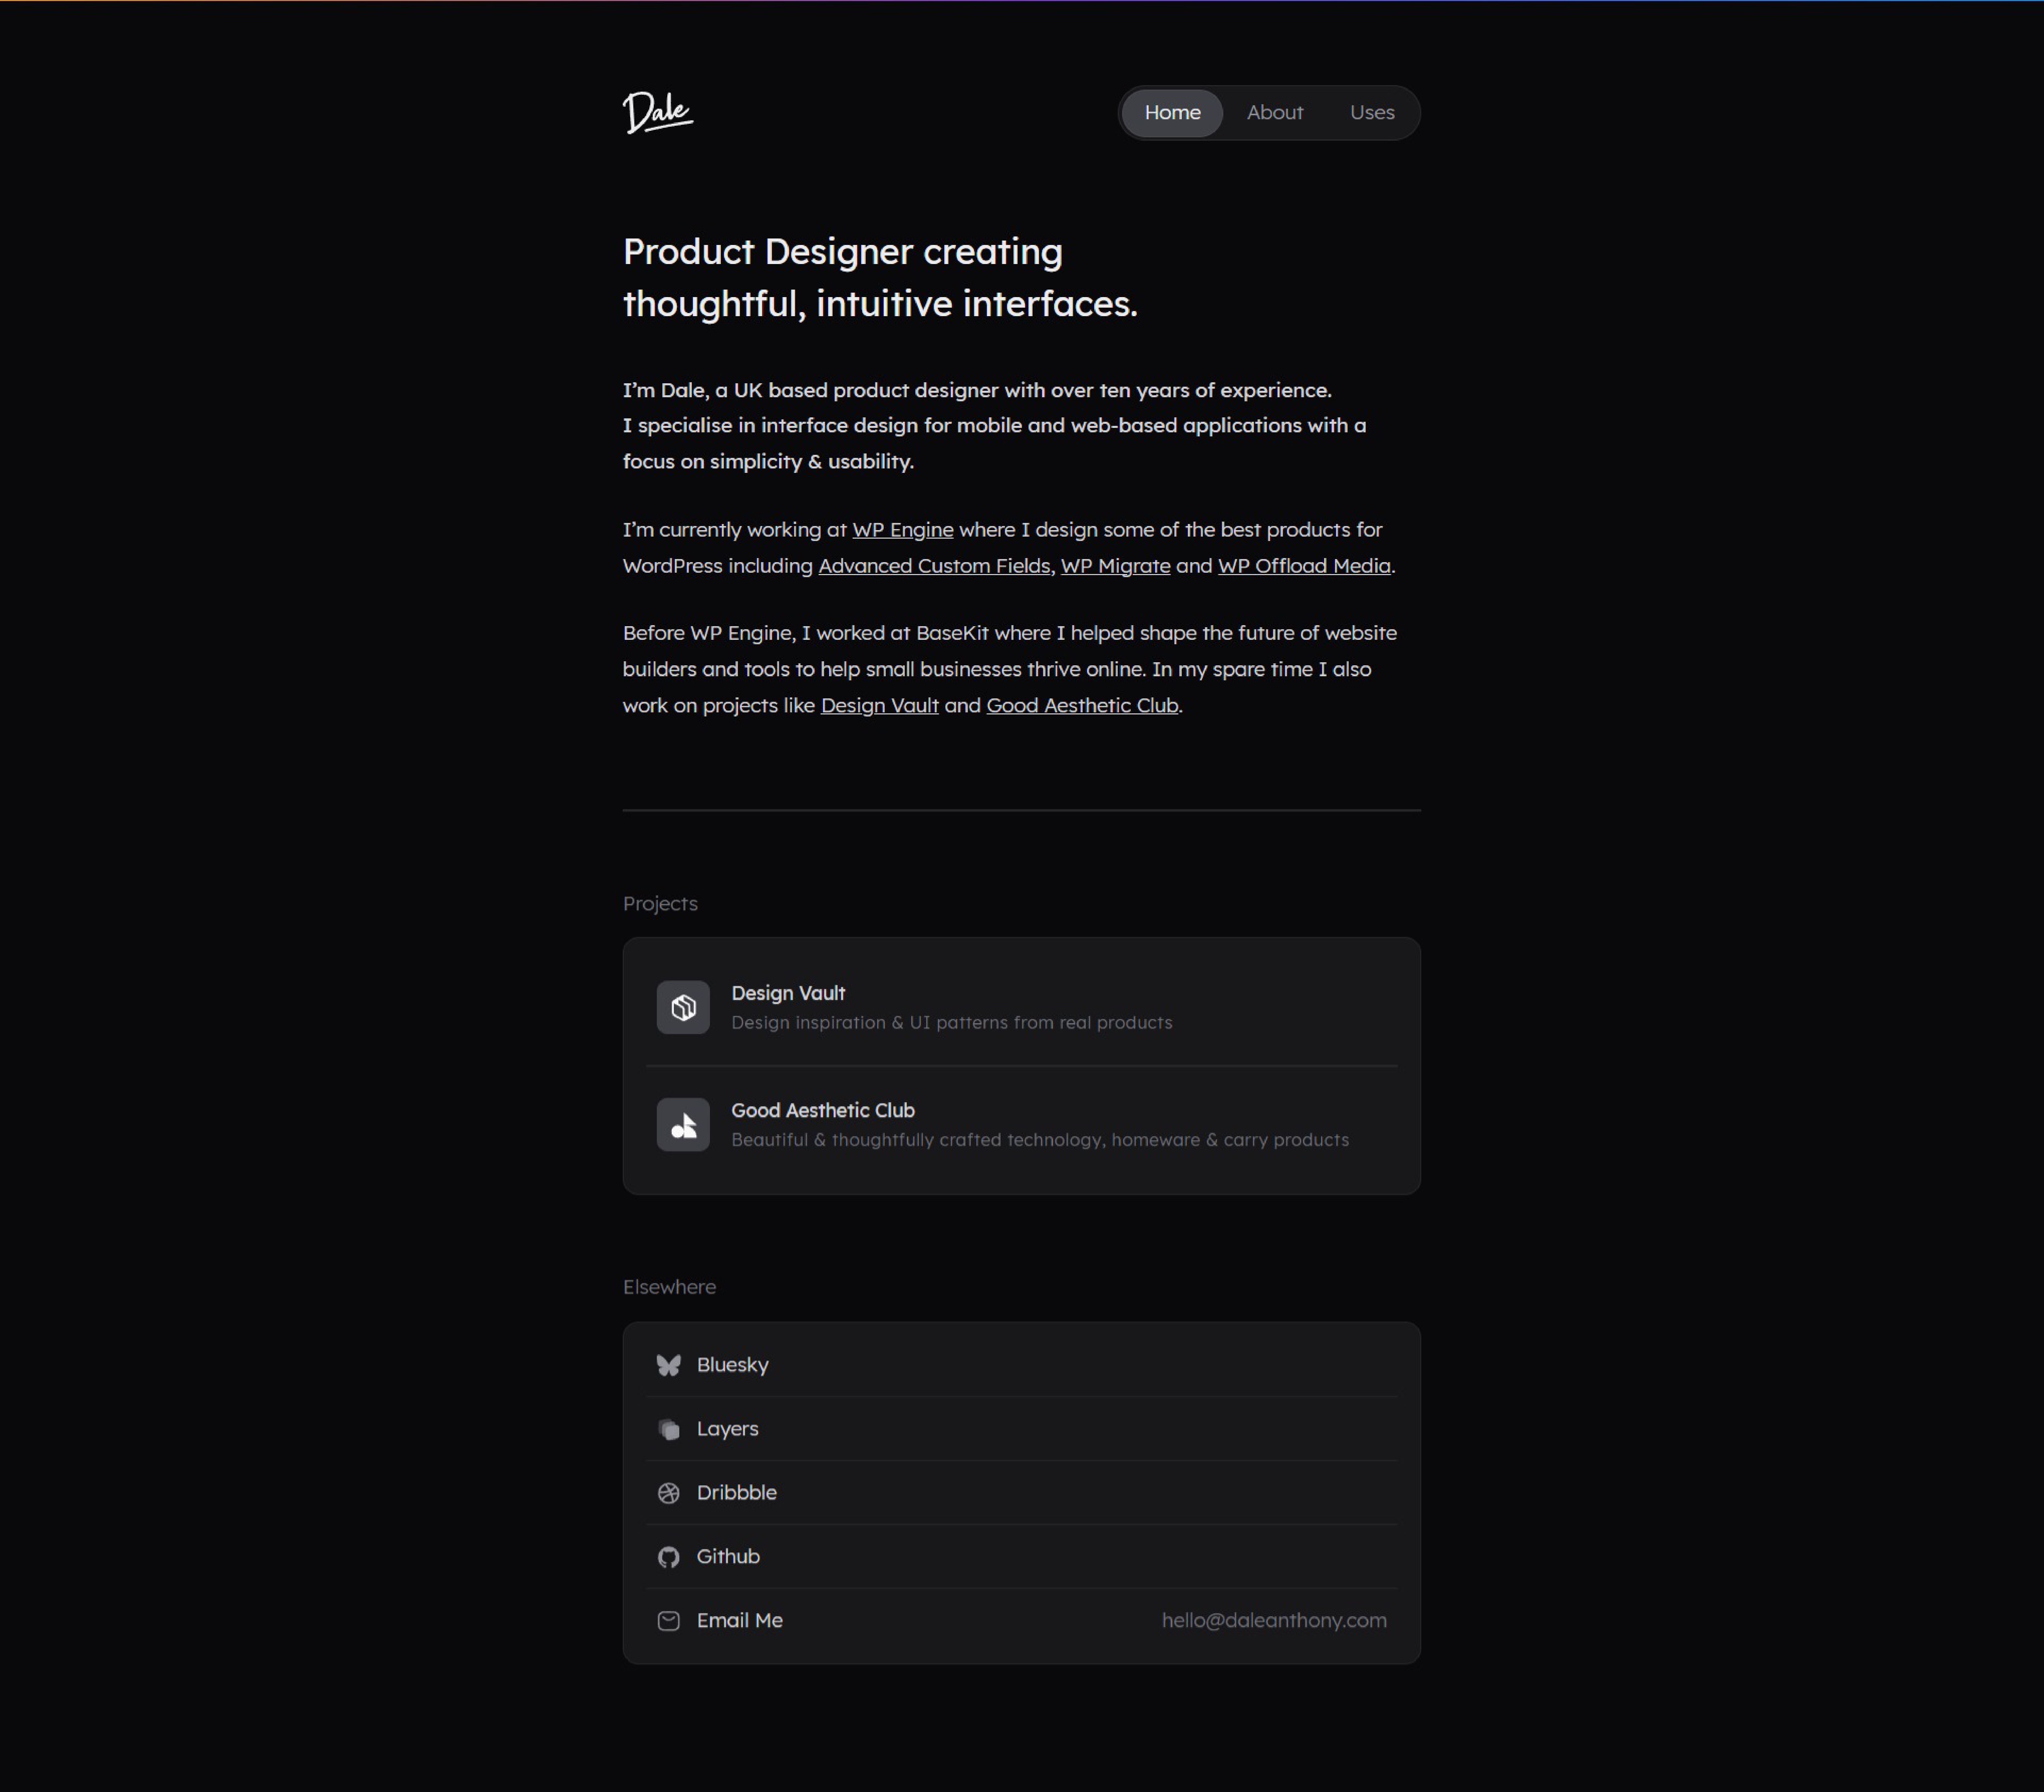 Dale
Home About Uses
Product Designer creating
thoughtful, intuitive interfaces.
I’m Dale, a UK based product designer with over ten years of experience.
I specialise in interface design for mobile and web-based applications with a
focus on simplicity & usability.
I’m currently working at WP Engine where I design some of the best products for
WordPress including Advanced Custom Fields, WP Migrate and WP Offload Media.
Before WP Engine, I worked at BaseKit where I helped shape the future of website
builders and tools to help small businesses thrive online. In my spare time I also
work on projects like Design Vault and Good Aesthetic Club.
Projects
Design Vault
Design inspiration & UI patterns from real products
Good Aesthetic Club
Beautiful & thoughtfully crafted technology, homeware & carry products
Elsewhere
Bluesky
Layers
Dribbble
Github
Email Me hello@daleanthony.com